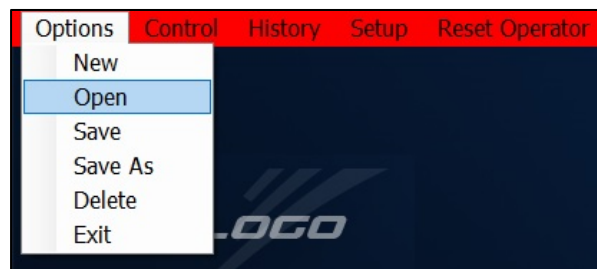 Options Control History Setup Reset Operator
New
Open
Save
Save As
Delete
Exit
LOGO